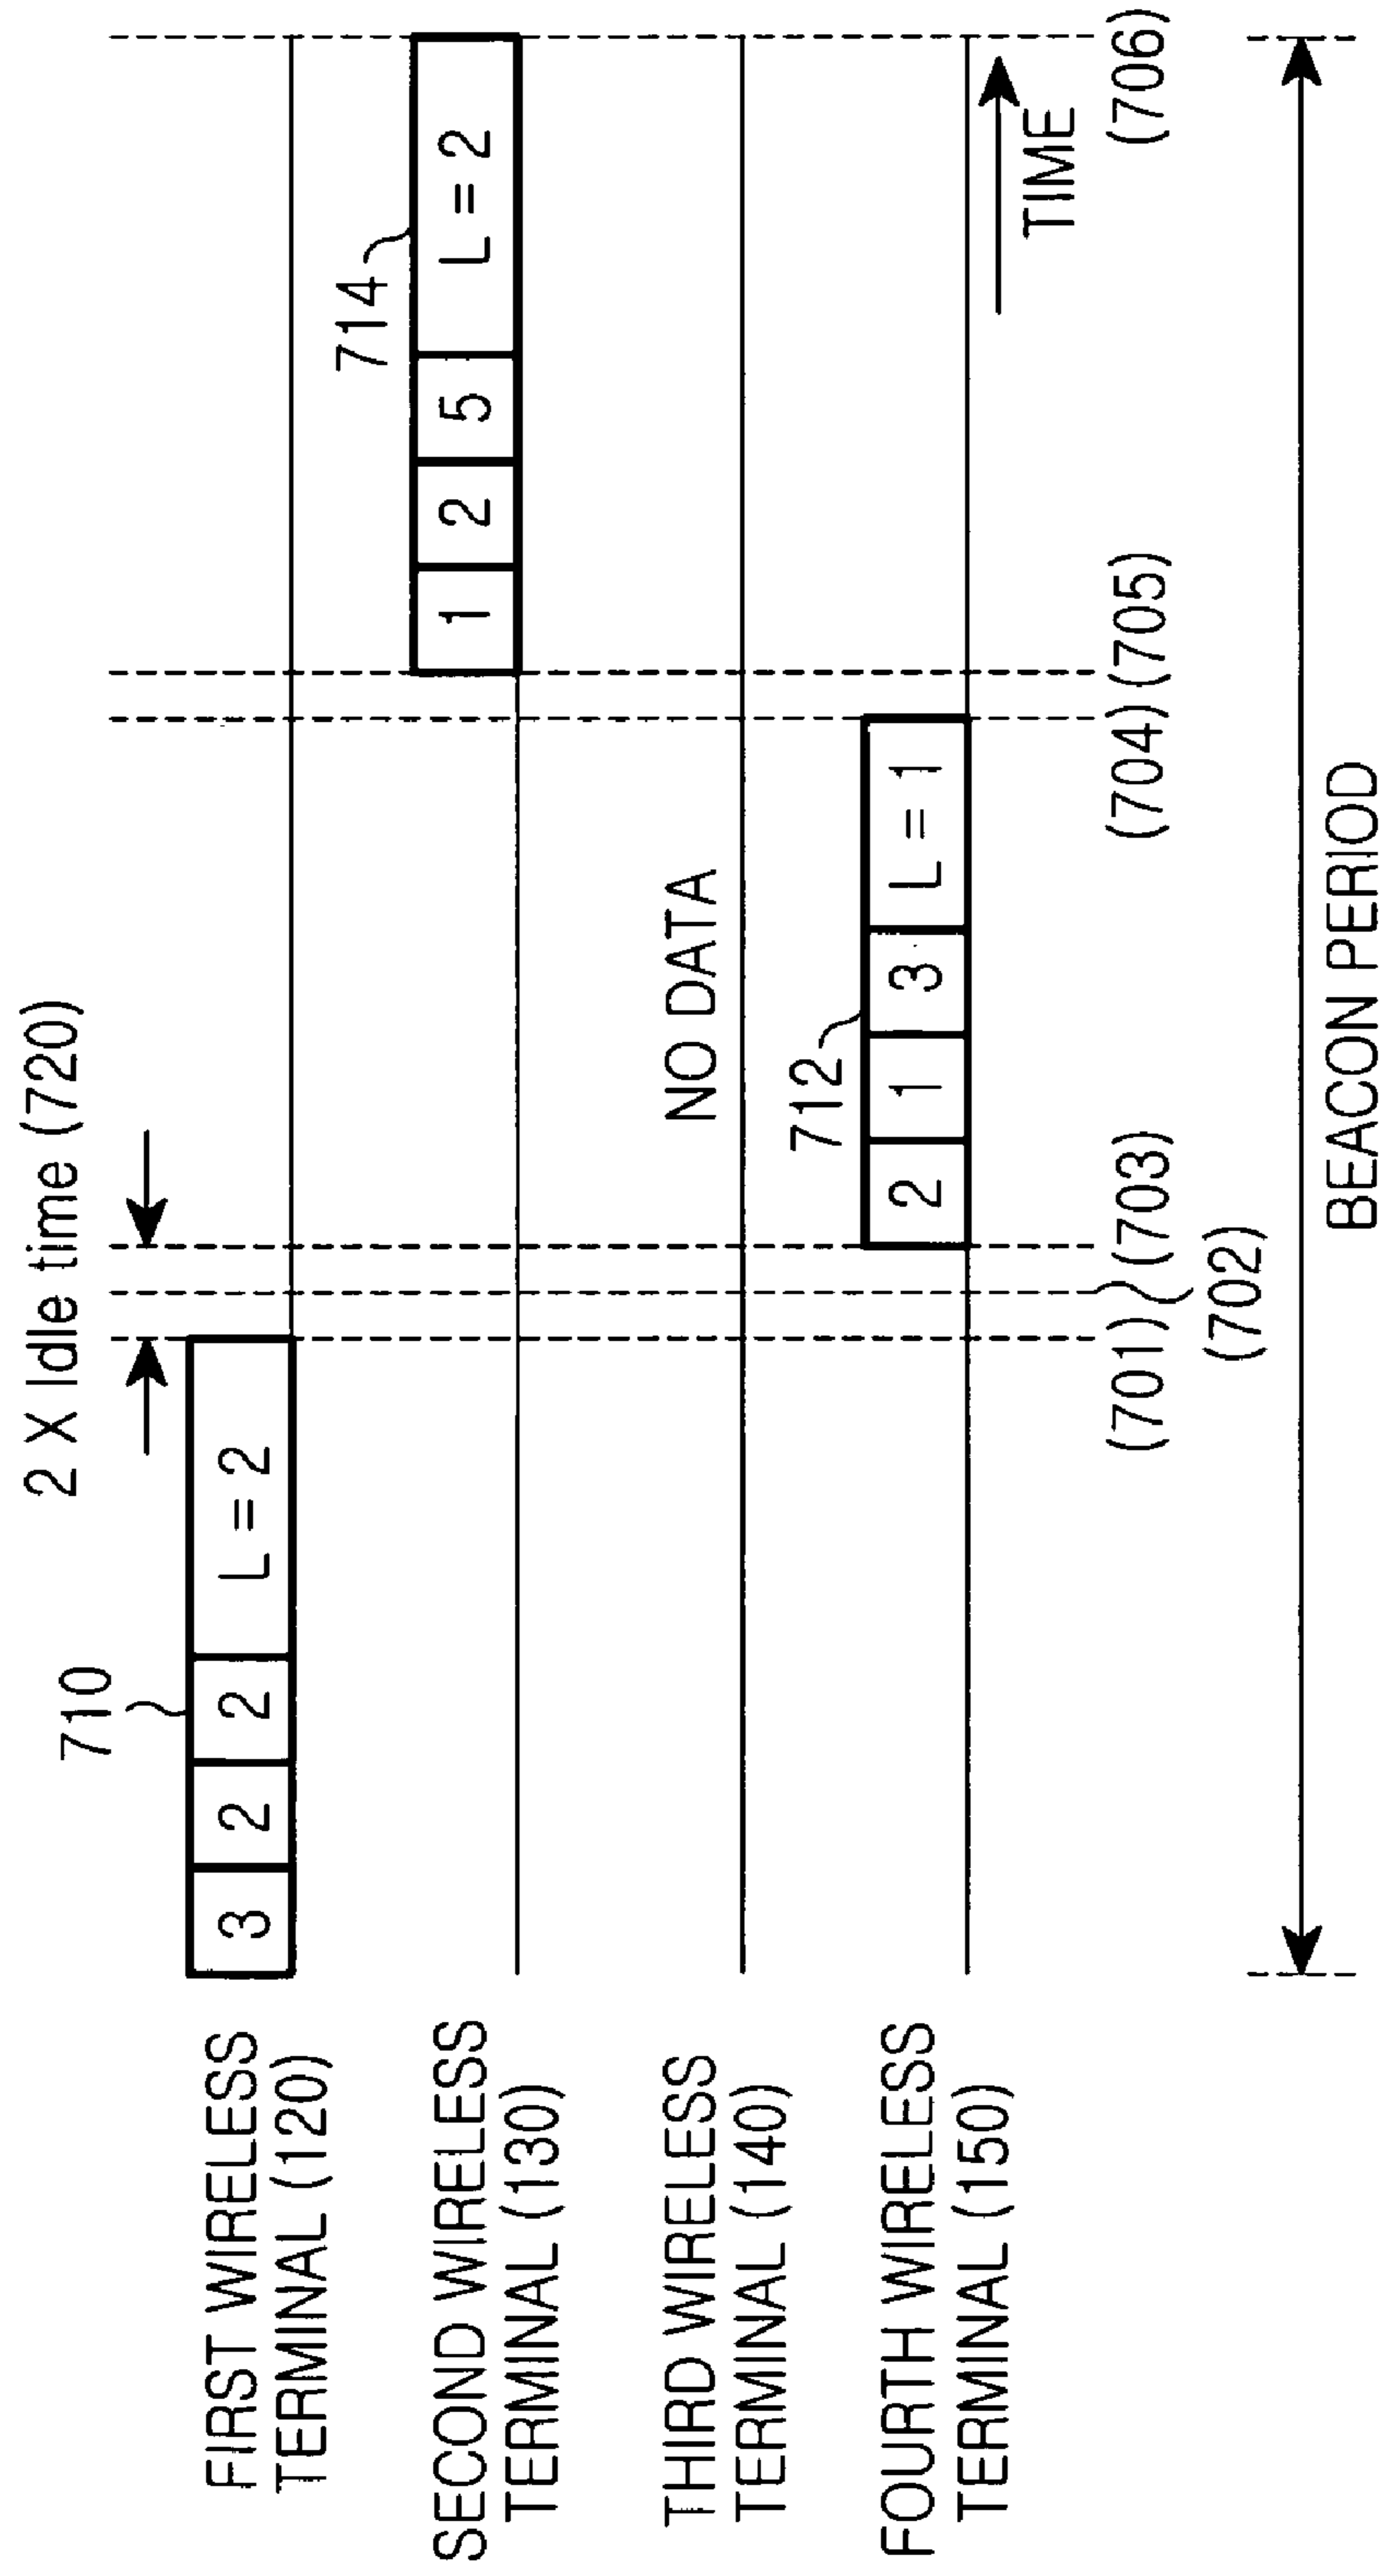 2 X Idle time (720)
710
FIRST WIRELESS
TERMINAL (120)
3 2 2 L = 2
714
SECOND WIRELESS
TERMINAL (130)
1 2 5 L = 2
THIRD WIRELESS
TERMINAL (140)
NO DATA
712
FOURTH WIRELESS
TERMINAL (150)
2 1 3 L = 1
TIME
(701) (703) (704) (705) (706)
(702)
BEACON PERIOD